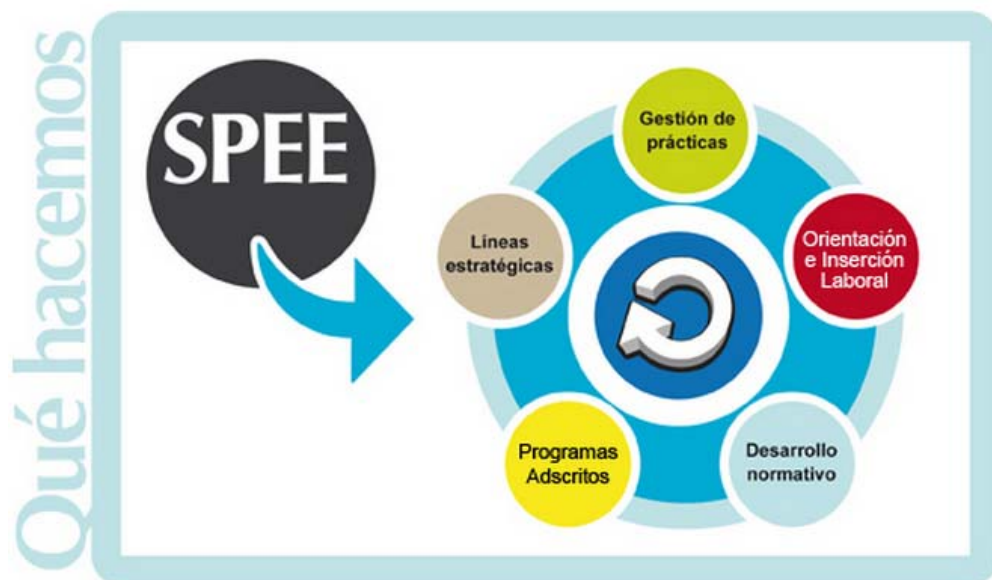 Qué hacemos
SPEE
Gestión de
prácticas
Orientación
e Inserción
Laboral
Desarrollo
normativo
Programas
Adscritos
Líneas
estratégicas